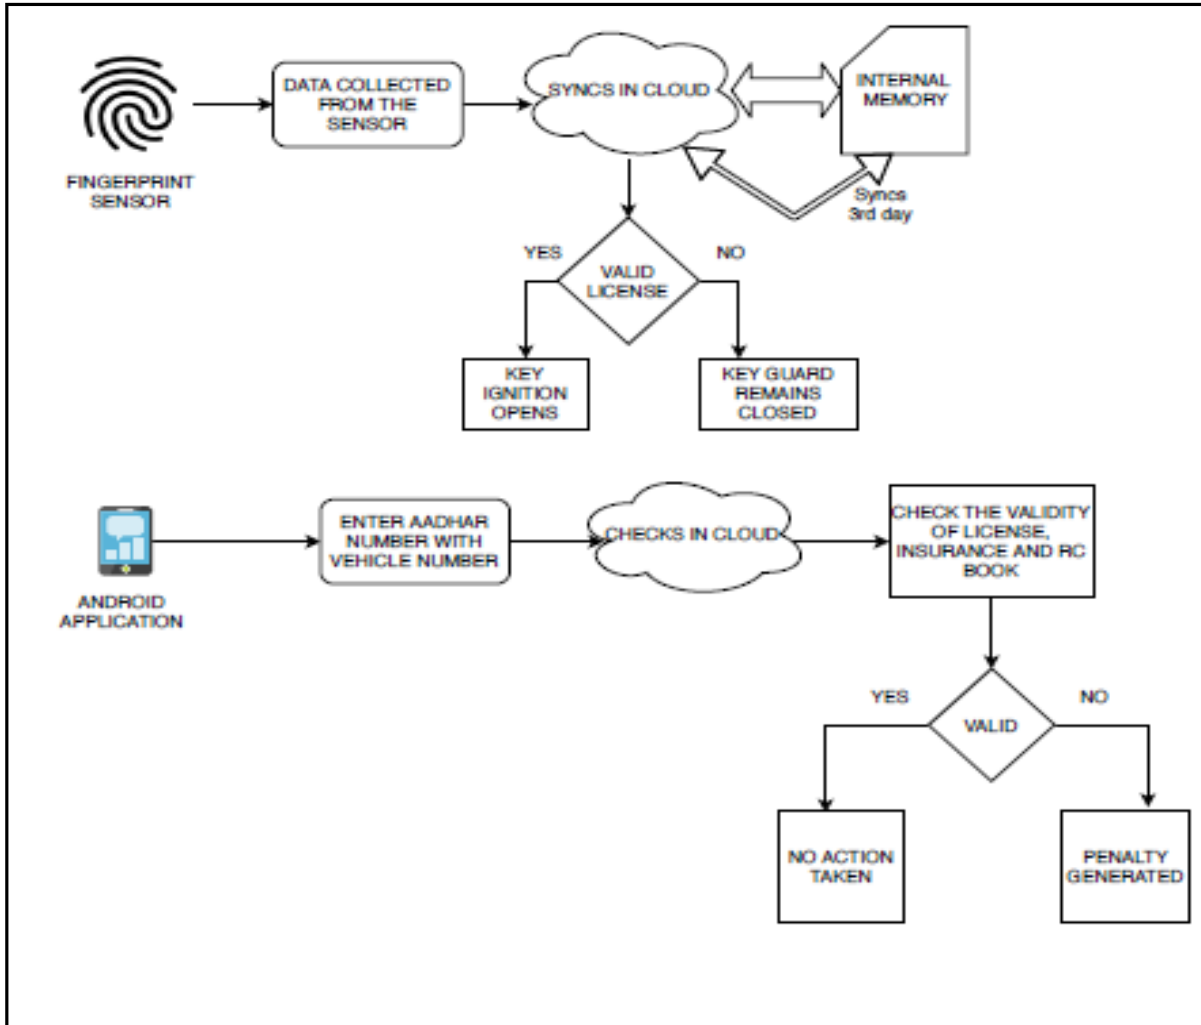 FINGERPRINT
SENSOR
DATA COLLECTED
FROM THE
SENSOR
SYNCS IN CLOUD
INTERNAL
MEMORY
Syncs
3rd day
YES
NO
VALID
LICENSE
KEY
IGNITION
OPENS
KEY GUARD
REMAINS
CLOSED
ANDROID
APPLICATION
ENTER AADHAR
NUMBER WITH
VEHICLE NUMBER
CHECKS IN CLOUD
CHECK THE VALIDITY
OF LICENSE,
INSURANCE AND RC
BOOK
YES
NO
VALID
NO ACTION
TAKEN
PENALTY
GENERATED